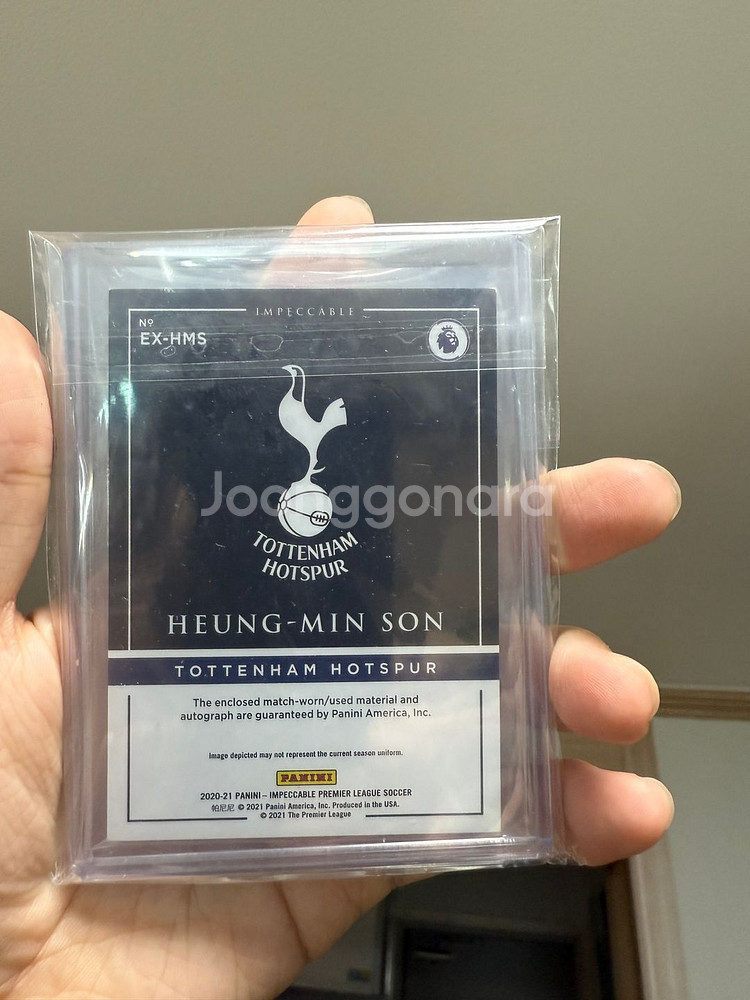 IMPECCABLE
Nº
EX-HMS
Joonggonara
TOTTENHAM
HOTSPUR
HEUNG-MIN SON
TOTTENHAM HOTSPUR
The enclosed match-worn/used material and
autograph are guaranteed by Panini America, Inc.
Image depicted may not represent the current season uniform.
PANINI
2020-21 PANINI – IMPECCABLE PREMIER LEAGUE SOCCER
帕尼尼 © 2021 Panini America, Inc. Produced in the USA.
© 2021 The Premier League